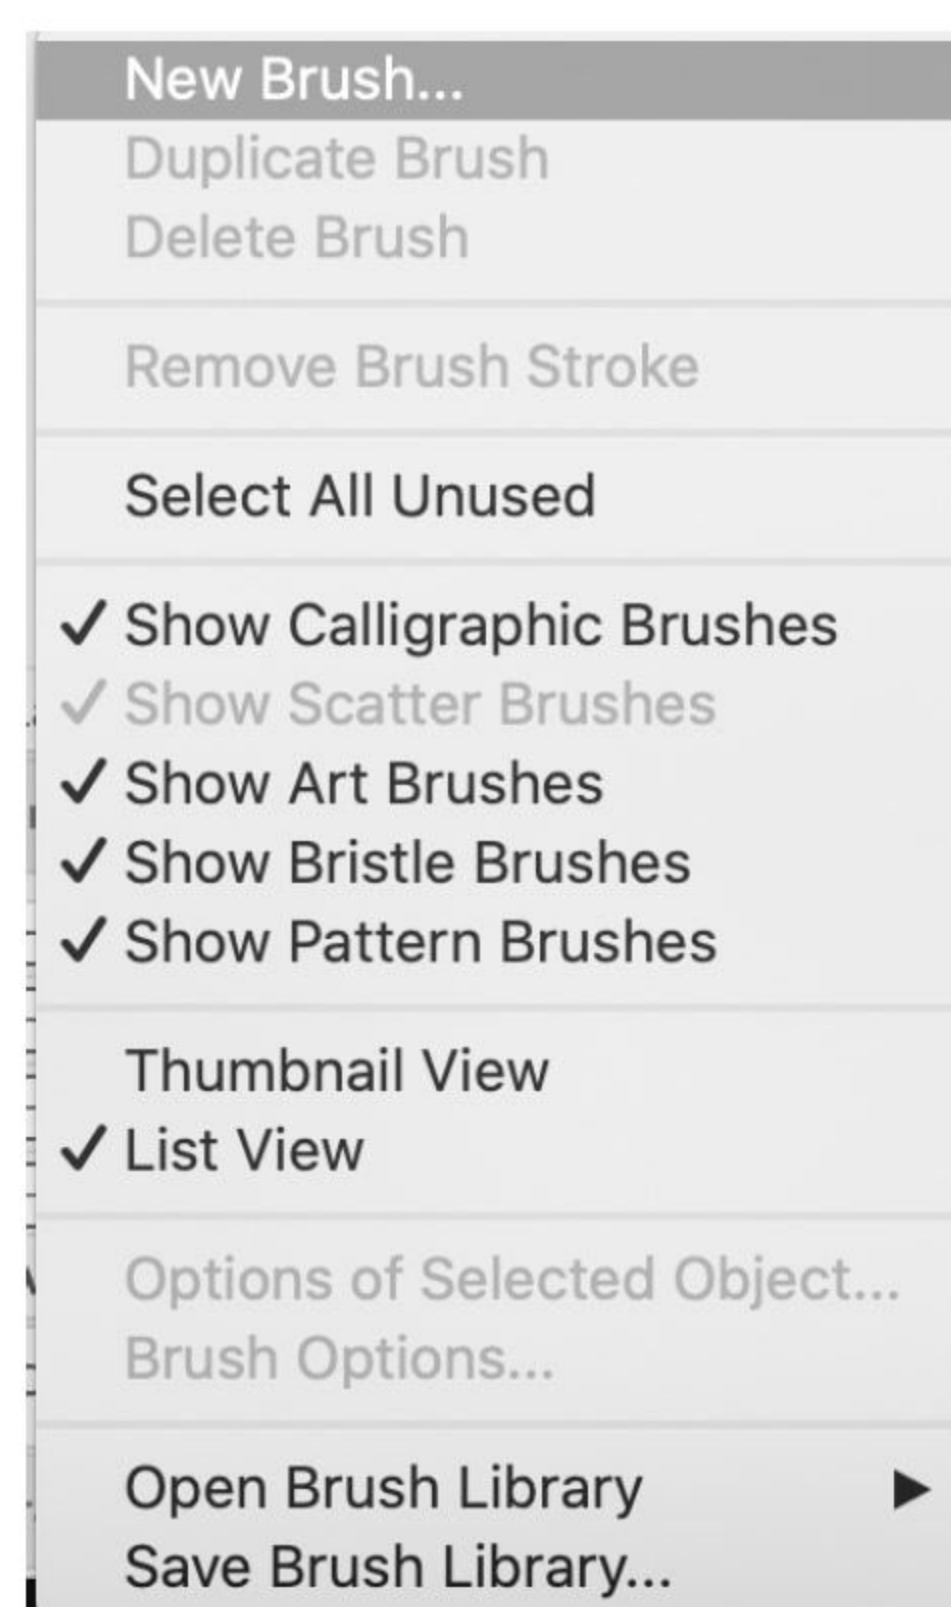 New Brush...
Duplicate Brush
Delete Brush
Remove Brush Stroke
Select All Unused
Show Calligraphic Brushes
Show Scatter Brushes
Show Art Brushes
Show Bristle Brushes
Show Pattern Brushes
Thumbnail View
List View
Options of Selected Object...
Brush Options...
Open Brush Library
Save Brush Library...